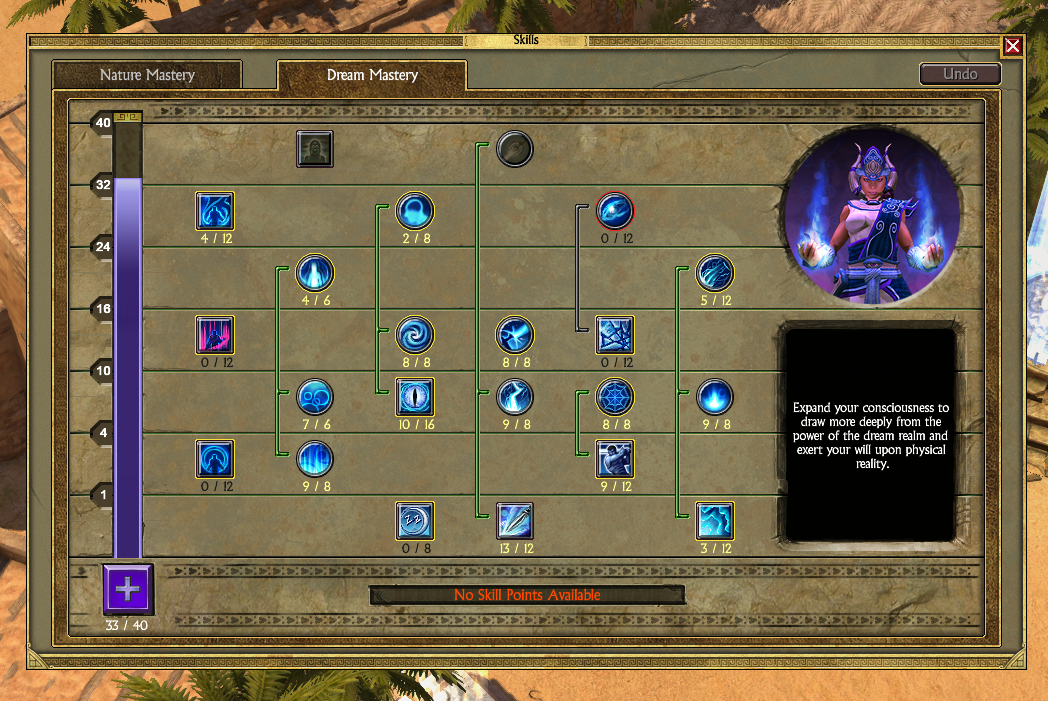 Skills
Nature Mastery
Dream Mastery
Undo
40
32
4 / 12
2 / 8
0 / 12
24
4 / 6
5 / 12
16
0 / 12
8 / 8
8 / 8
0 / 12
10
7 / 6
10 / 16
9 / 8
8 / 8
9 / 8
4
0 / 12
9 / 8
9 / 12
1
0 / 8
13 / 12
3 / 12
Expand your consciousness to
draw more deeply from the
power of the dream realm and
exert your will upon physical
reality.
No Skill Points Available
33 / 40